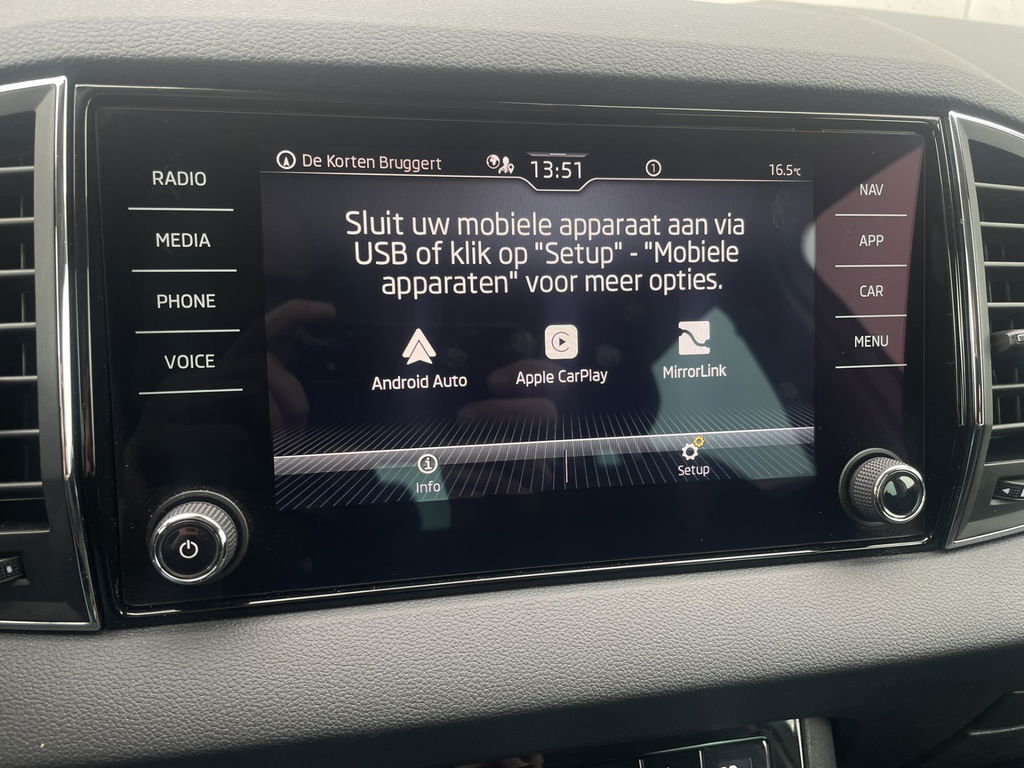 De Korten Bruggert 13:51 1 16.5°C
RADIO
MEDIA
PHONE
VOICE
Sluit uw mobiele apparaat aan via
USB of klik op "Setup" - "Mobiele
apparaten" voor meer opties.
Android Auto
Apple CarPlay
MirrorLink
Info
Setup
NAV
APP
CAR
MENU